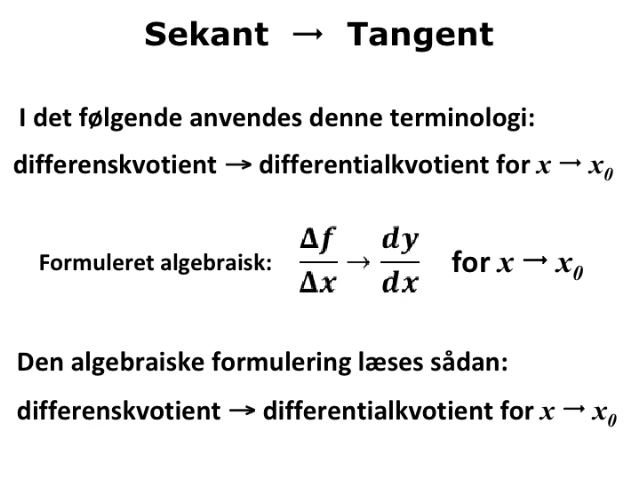 Sekant → Tangent
I det følgende anvendes denne terminologi:
differenskvotient → differentialkvotient for x → x₀
Formuleret algebraisk: Δf/Δx → dy/dx for x → x₀
Den algebraiske formulering læses sådan:
differenskvotient → differentialkvotient for x → x₀